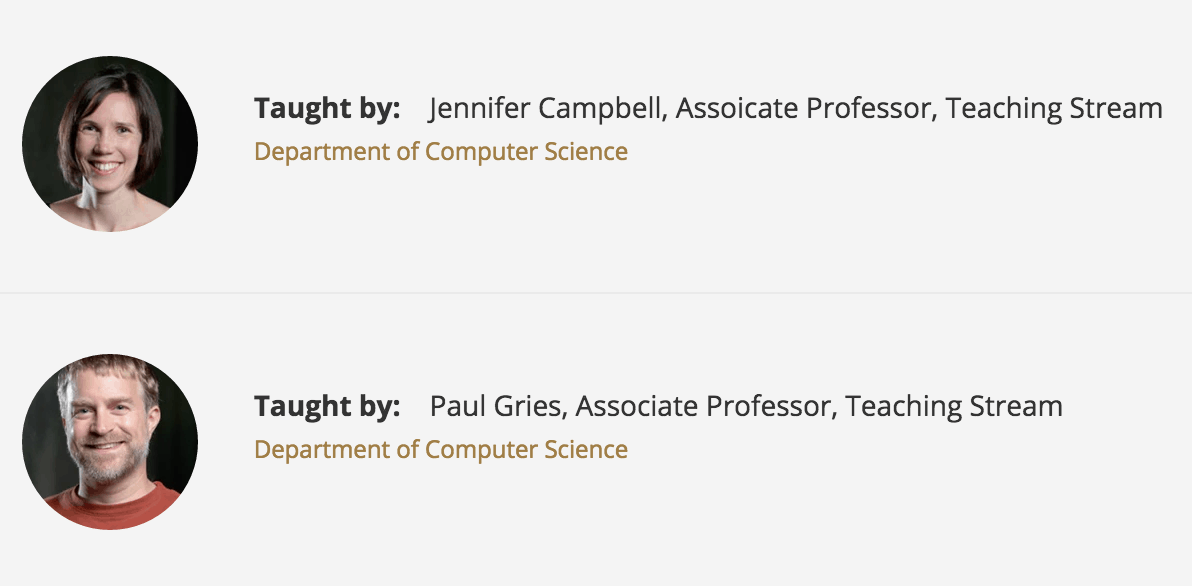 Taught by: Jennifer Campbell, Assoicate Professor, Teaching Stream
Department of Computer Science
Taught by: Paul Gries, Associate Professor, Teaching Stream
Department of Computer Science